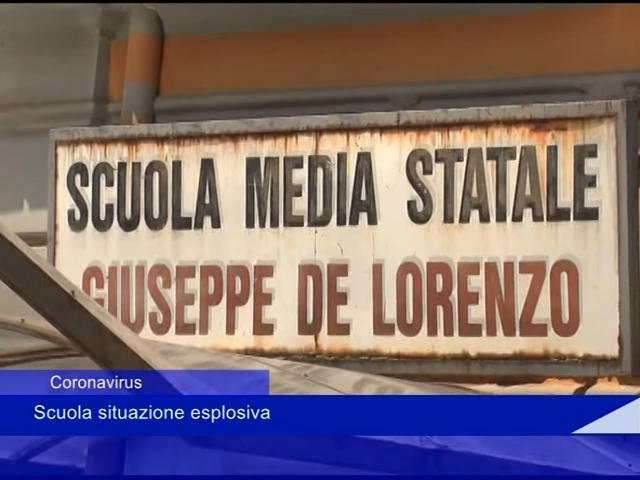 SCUOLA MEDIA STATALE
GIUSEPPE DE LORENZO
Coronavirus
Scuola situazione esplosiva